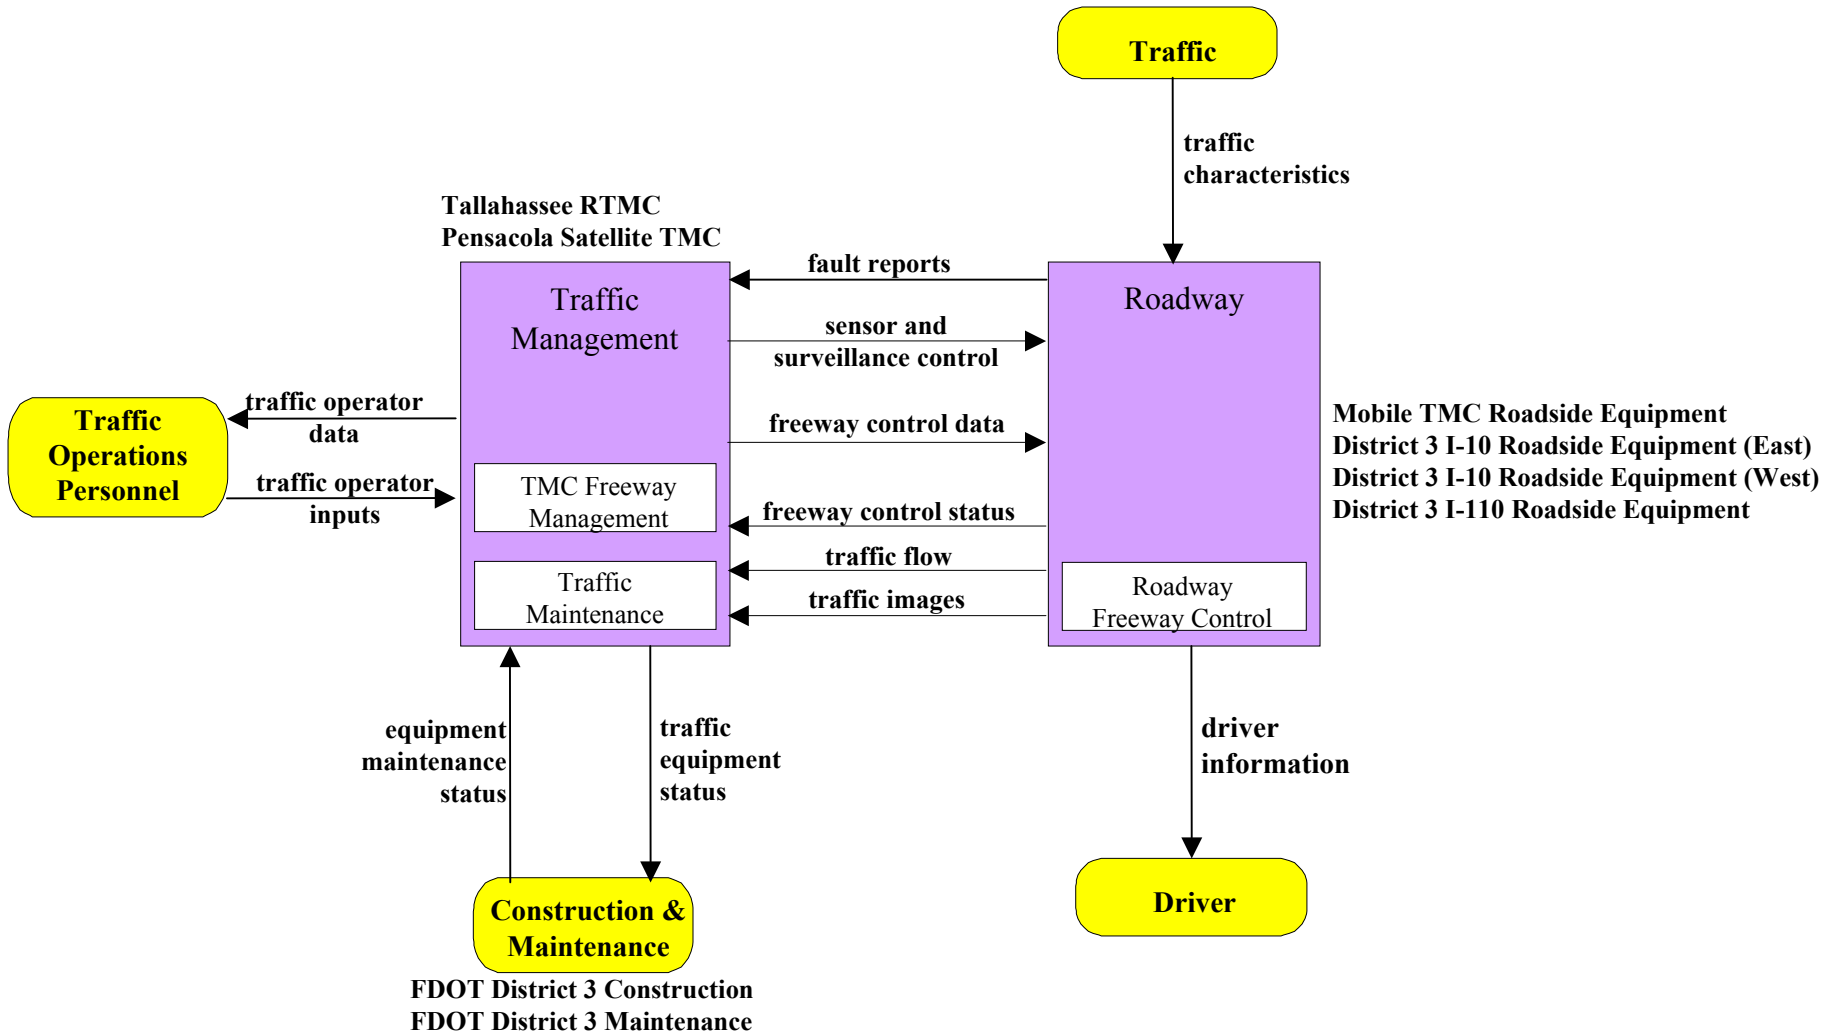 Traffic
traffic
characteristics
Tallahassee RTMC
Pensacola Satellite TMC
fault reports
Traffic
Management
Roadway
sensor and
surveillance control
traffic operator
data
Traffic
Operations
Personnel
freeway control data
Mobile TMC Roadside Equipment
District 3 I-10 Roadside Equipment (East)
District 3 I-10 Roadside Equipment (West)
District 3 I-110 Roadside Equipment
traffic operator
inputs
TMC Freeway
Management
freeway control status
traffic flow
Traffic
Maintenance
traffic images
Roadway
Freeway Control
equipment
maintenance
status
traffic
equipment
status
driver
information
Construction &
Maintenance
Driver
FDOT District 3 Construction
FDOT District 3 Maintenance